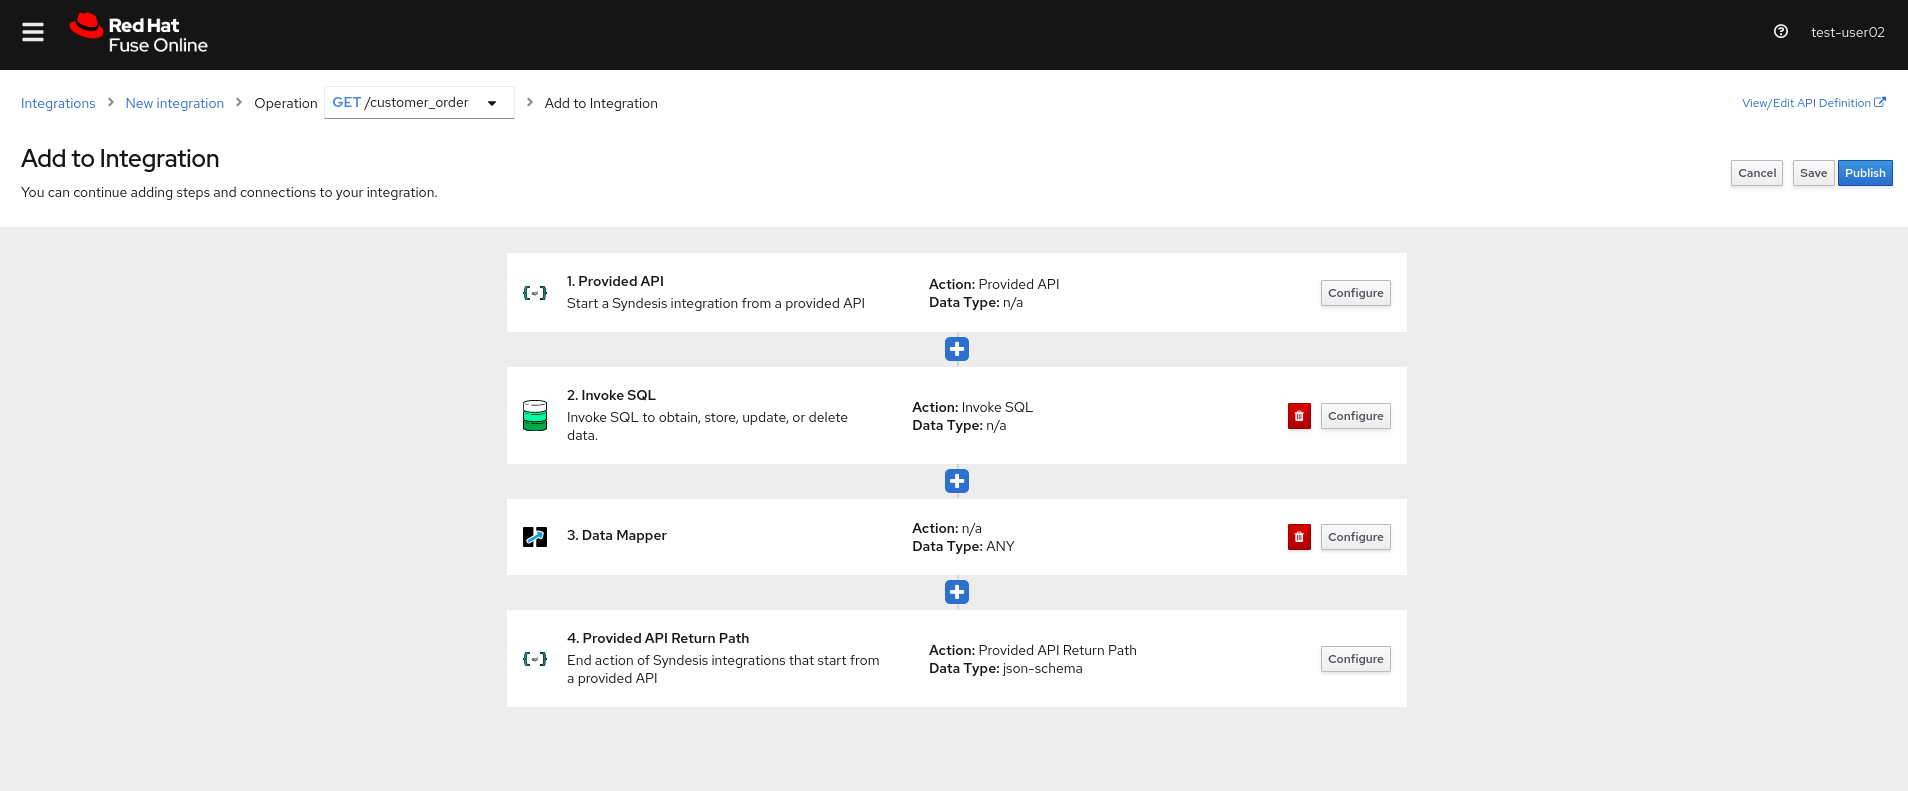 Red Hat
Fuse Online
test-user02
Integrations > New integration > Operation GET /customer_order > Add to Integration
View/Edit API Definition
Add to Integration
You can continue adding steps and connections to your integration.
Cancel Save Publish
1. Provided API
Start a Syndesis integration from a provided API
Action: Provided API
Data Type: n/a
Configure
2. Invoke SQL
Invoke SQL to obtain, store, update, or delete
data.
Action: Invoke SQL
Data Type: n/a
Configure
3. Data Mapper
Action: n/a
Data Type: ANY
Configure
4. Provided API Return Path
End action of Syndesis integrations that start from
a provided API
Action: Provided API Return Path
Data Type: json-schema
Configure